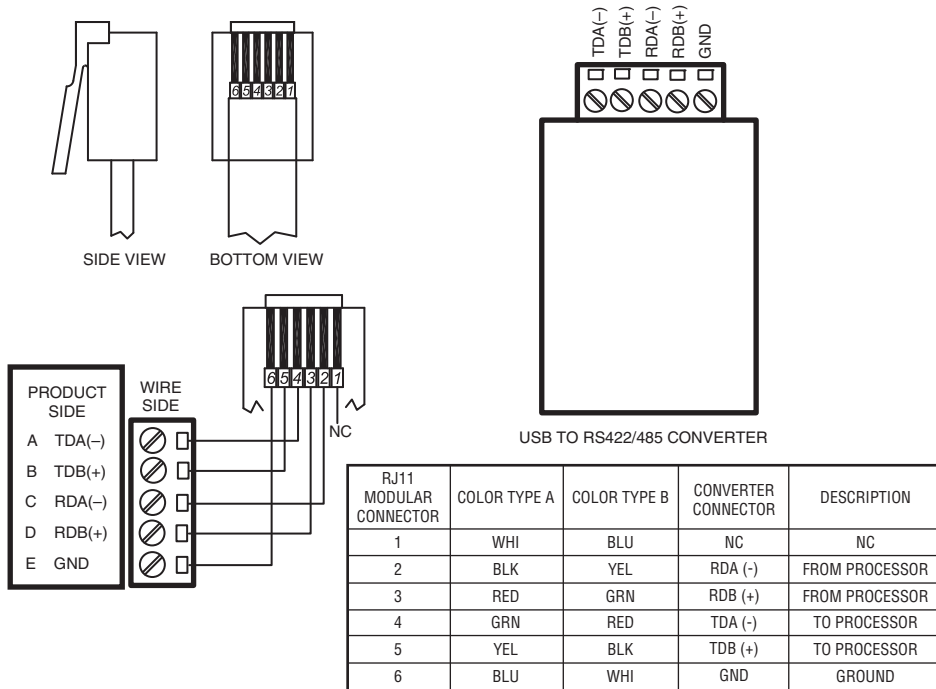 TDA(–)
TDB(+)
RDA(–)
RDB(+)
GND
6 5 4 3 2 1
SIDE VIEW
BOTTOM VIEW
6 5 4 3 2 1
NC
PRODUCT
SIDE
WIRE
SIDE
A TDA(–)
B TDB(+)
C RDA(–)
D RDB(+)
E GND
USB TO RS422/485 CONVERTER
RJ11
MODULAR
CONNECTOR
COLOR TYPE A
COLOR TYPE B
CONVERTER
CONNECTOR
DESCRIPTION
1 WHI BLU NC NC
2 BLK YEL RDA (-) FROM PROCESSOR
3 RED GRN RDB (+) FROM PROCESSOR
4 GRN RED TDA (-) TO PROCESSOR
5 YEL BLK TDB (+) TO PROCESSOR
6 BLU WHI GND GROUND